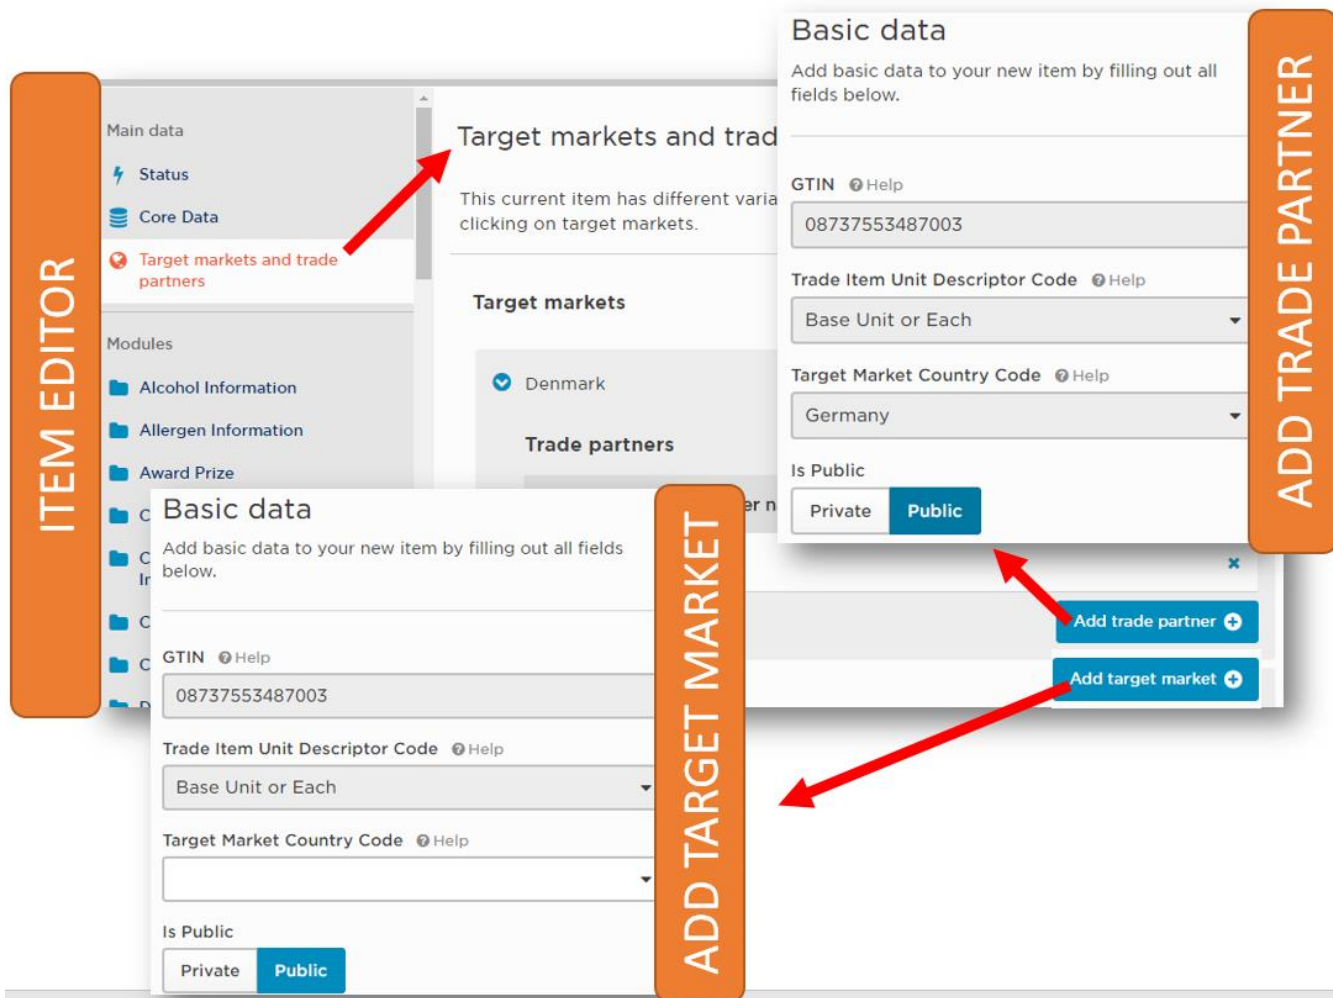 ITEM EDITOR
Main data
Status
Core Data
Target markets and trade
partners
Modules
Alcohol Information
Allergen Information
Award Prize
C
C
Ir
C
C
D
Target markets and trad
This current item has different varia
clicking on target markets.
Target markets
Denmark
Trade partners
er n
Add trade partner
Add target market
Basic data
Add basic data to your new item by filling out all
fields below.
GTIN Help
08737553487003
Trade Item Unit Descriptor Code Help
Base Unit or Each
Target Market Country Code Help
Germany
Is Public
Private Public
ADD TRADE PARTNER
Basic data
Add basic data to your new item by filling out all fields
below.
GTIN Help
08737553487003
Trade Item Unit Descriptor Code Help
Base Unit or Each
Target Market Country Code Help
Is Public
Private Public
ADD TARGET MARKET